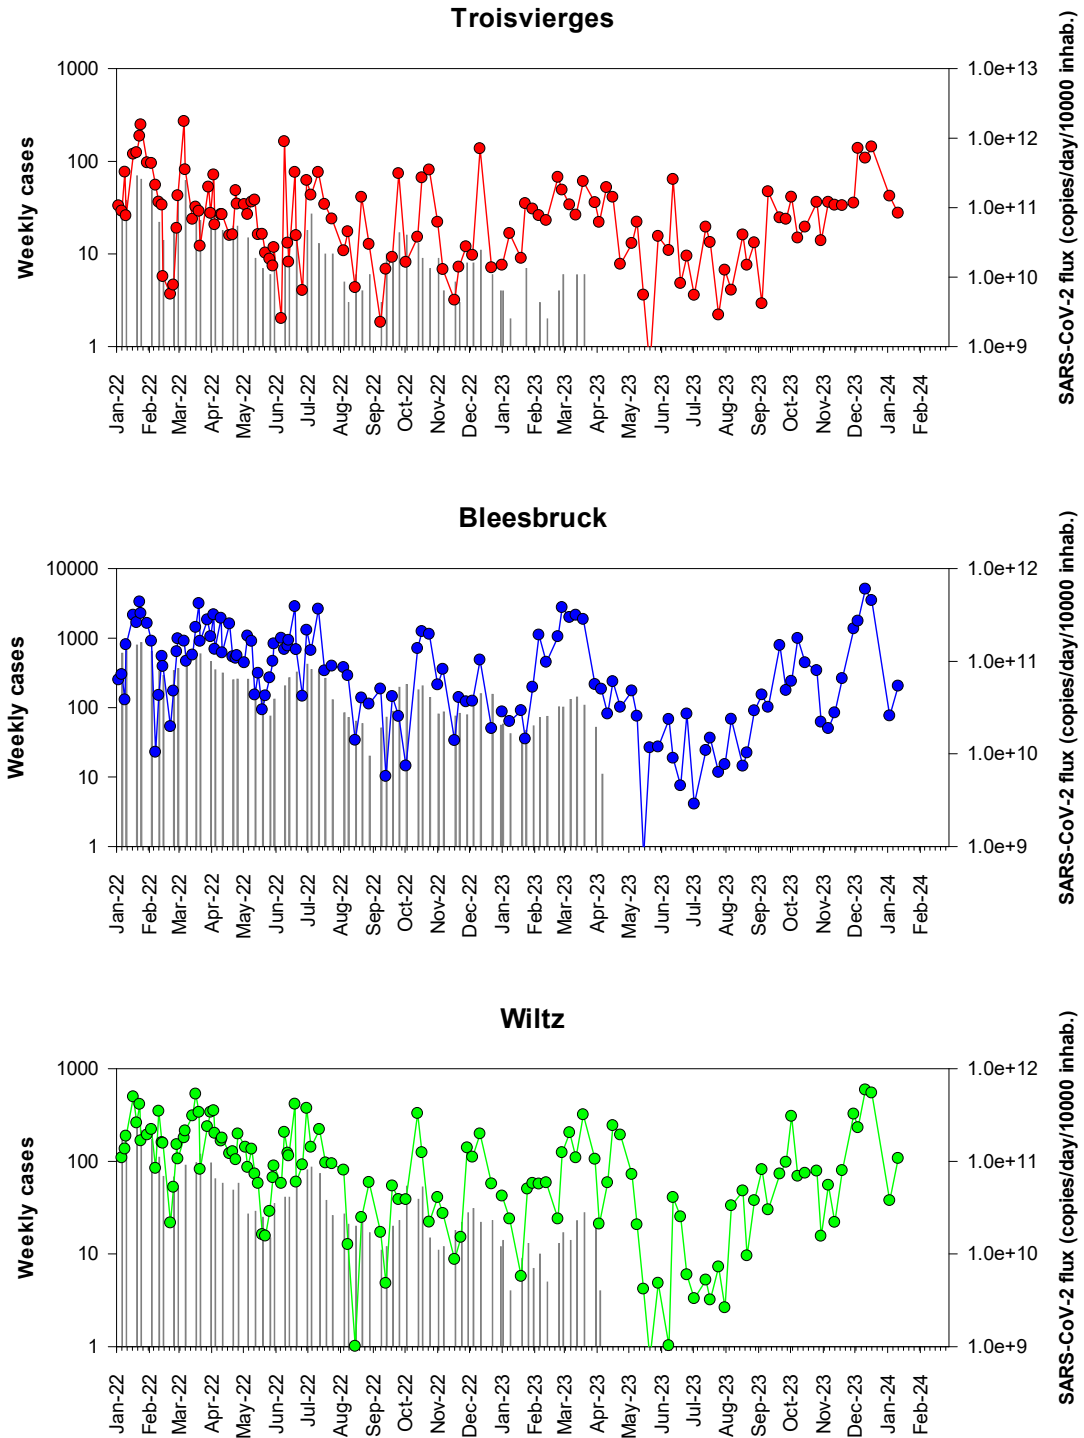 Troisvierges
Weekly cases
1000
100
10
1
1.0e+13
1.0e+12
1.0e+11
1.0e+10
1.0e+9
SARS-CoV-2 flux (copies/day/10000 inhab.)
Jan-22
Feb-22
Mar-22
Apr-22
May-22
Jun-22
Jul-22
Aug-22
Sep-22
Oct-22
Nov-22
Dec-22
Jan-23
Feb-23
Mar-23
Apr-23
May-23
Jun-23
Jul-23
Aug-23
Sep-23
Oct-23
Nov-23
Dec-23
Jan-24
Feb-24
Bleesbruck
Weekly cases
10000
1000
100
10
1
1.0e+12
1.0e+11
1.0e+10
1.0e+9
SARS-CoV-2 flux (copies/day/10000 inhab.)
Jan-22
Feb-22
Mar-22
Apr-22
May-22
Jun-22
Jul-22
Aug-22
Sep-22
Oct-22
Nov-22
Dec-22
Jan-23
Feb-23
Mar-23
Apr-23
May-23
Jun-23
Jul-23
Aug-23
Sep-23
Oct-23
Nov-23
Dec-23
Jan-24
Feb-24
Wiltz
Weekly cases
1000
100
10
1
1.0e+12
1.0e+11
1.0e+10
1.0e+9
SARS-CoV-2 flux (copies/day/10000 inhab.)
Jan-22
Feb-22
Mar-22
Apr-22
May-22
Jun-22
Jul-22
Aug-22
Sep-22
Oct-22
Nov-22
Dec-22
Jan-23
Feb-23
Mar-23
Apr-23
May-23
Jun-23
Jul-23
Aug-23
Sep-23
Oct-23
Nov-23
Dec-23
Jan-24
Feb-24